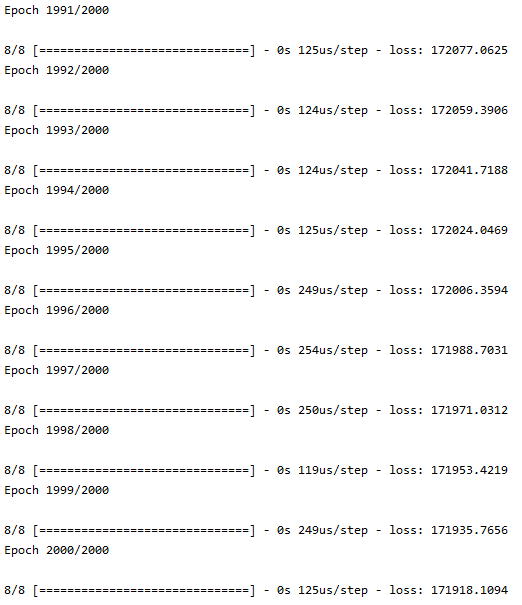 Epoch 1991/2000
8/8 [==============================] - 0s 125us/step - loss: 172077.0625
Epoch 1992/2000
8/8 [==============================] - 0s 124us/step - loss: 172059.3906
Epoch 1993/2000
8/8 [==============================] - 0s 124us/step - loss: 172041.7188
Epoch 1994/2000
8/8 [==============================] - 0s 125us/step - loss: 172024.0469
Epoch 1995/2000
8/8 [==============================] - 0s 249us/step - loss: 172006.3594
Epoch 1996/2000
8/8 [==============================] - 0s 254us/step - loss: 171988.7031
Epoch 1997/2000
8/8 [==============================] - 0s 250us/step - loss: 171971.0312
Epoch 1998/2000
8/8 [==============================] - 0s 119us/step - loss: 171953.4219
Epoch 1999/2000
8/8 [==============================] - 0s 249us/step - loss: 171935.7656
Epoch 2000/2000
8/8 [==============================] - 0s 125us/step - loss: 171918.1094